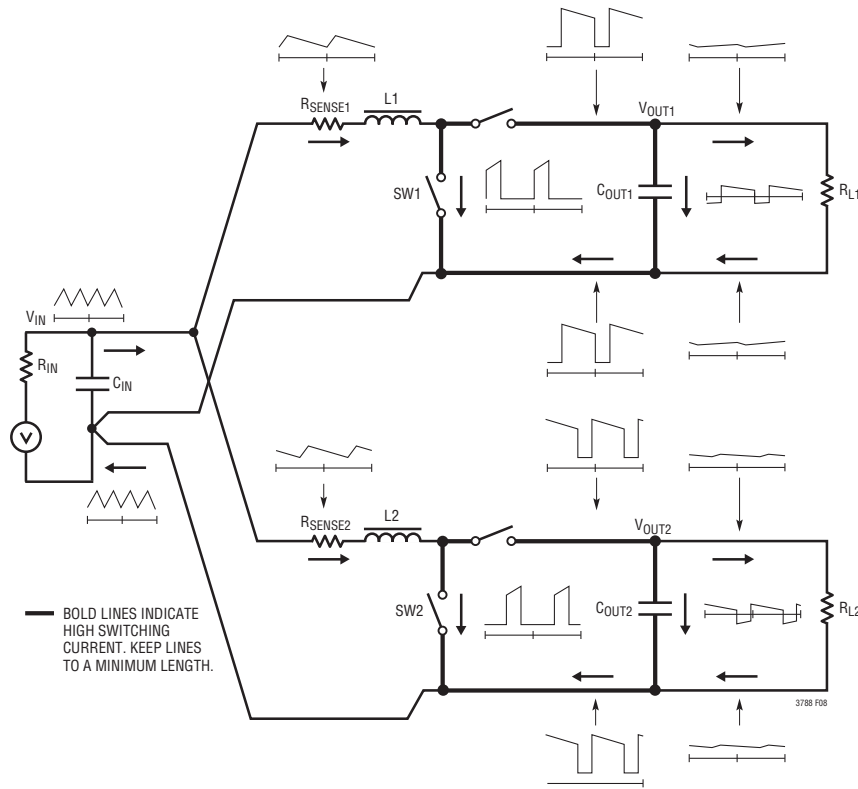 RSENSE1
L1
VOUT1
SW1
COUT1
RL1
VIN
RIN
CIN
V
RSENSE2
L2
VOUT2
SW2
COUT2
RL2
BOLD LINES INDICATE
HIGH SWITCHING
CURRENT. KEEP LINES
TO A MINIMUM LENGTH.
3788 F08